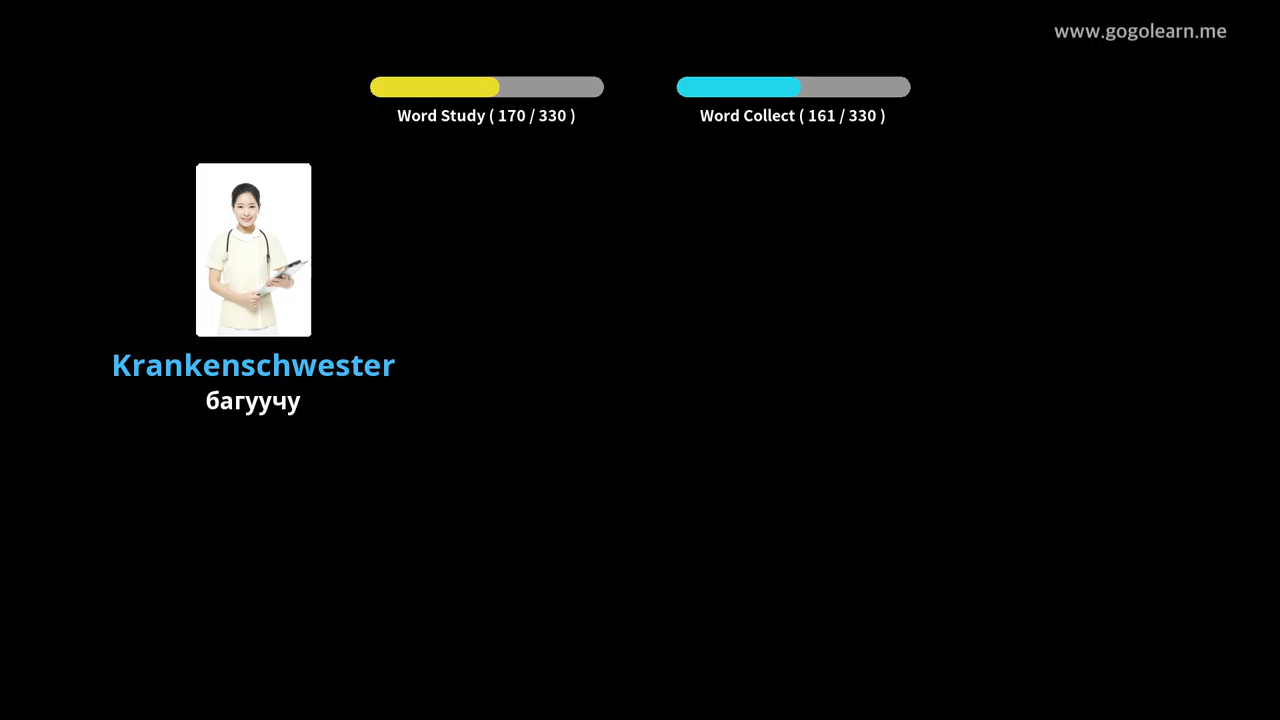 www.gogolearn.me
Word Study ( 170 / 330 )
Word Collect ( 161 / 330 )
Krankenschwester
багуучу